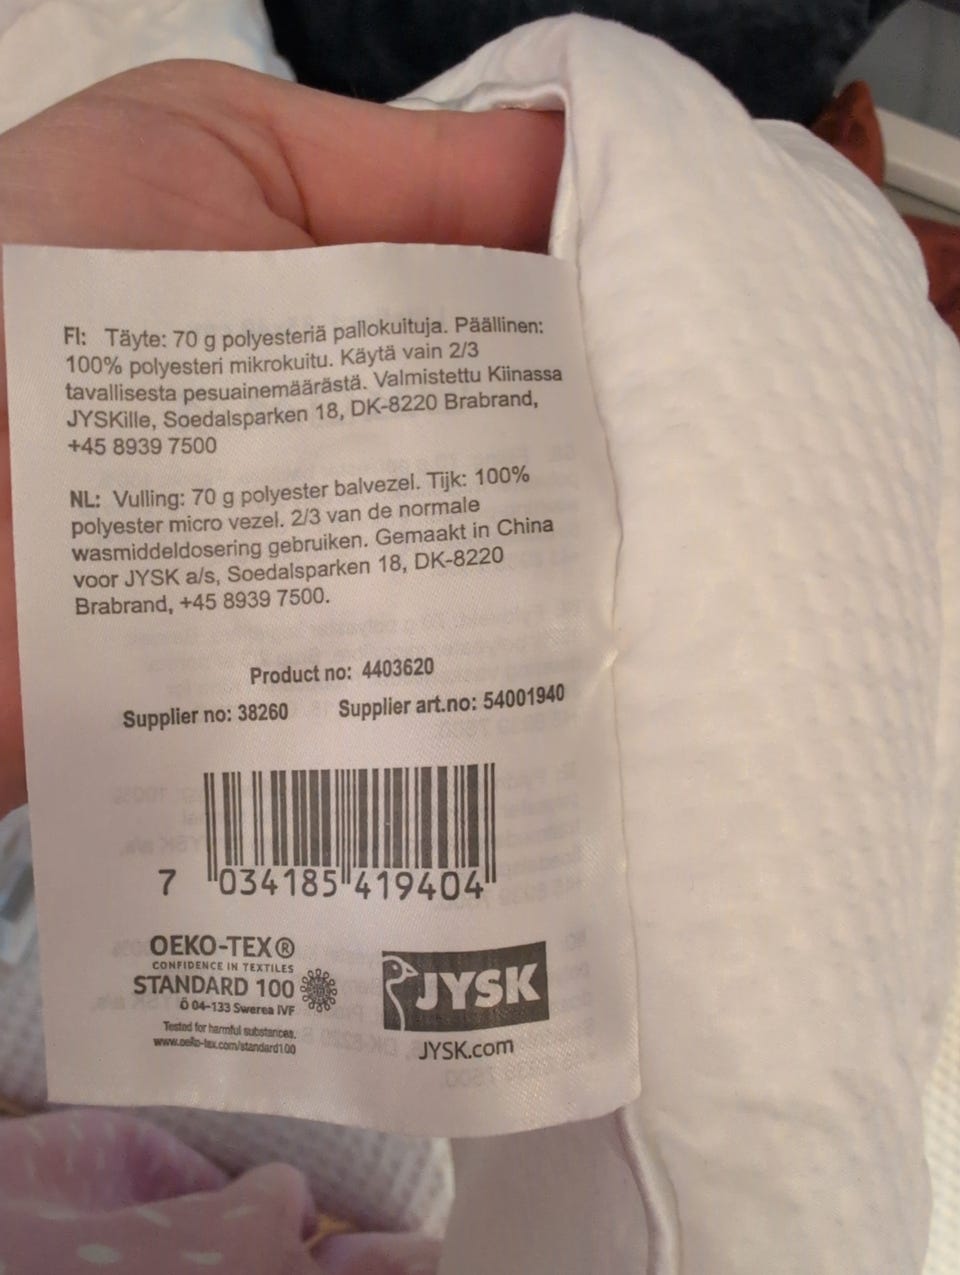 FI: Täyte: 70 g polyesteriä pallokuituja. Päällinen:
100% polyesteri mikrokuitu. Käytä vain 2/3
tavallisesta pesuainemäärästä. Valmistettu Kiinassa
JYSKille, Soedalsparken 18, DK-8220 Brabrand,
+45 8939 7500
NL: Vulling: 70 g polyester balvezel. Tijk: 100%
polyester micro vezel. 2/3 van de normale
wasmiddeldosering gebruiken. Gemaakt in China
voor JYSK a/s, Soedalsparken 18, DK-8220
Brabrand, +45 8939 7500.
Product no: 4403620
Supplier no: 38260 Supplier art.no: 54001940
7 034185 419404
OEKO-TEX®
CONFIDENCE IN TEXTILES
STANDARD 100
Ö 04-133 Swerea IVF
Tested for harmful substances.
www.oeko-tex.com/standard100
JYSK
JYSK.com